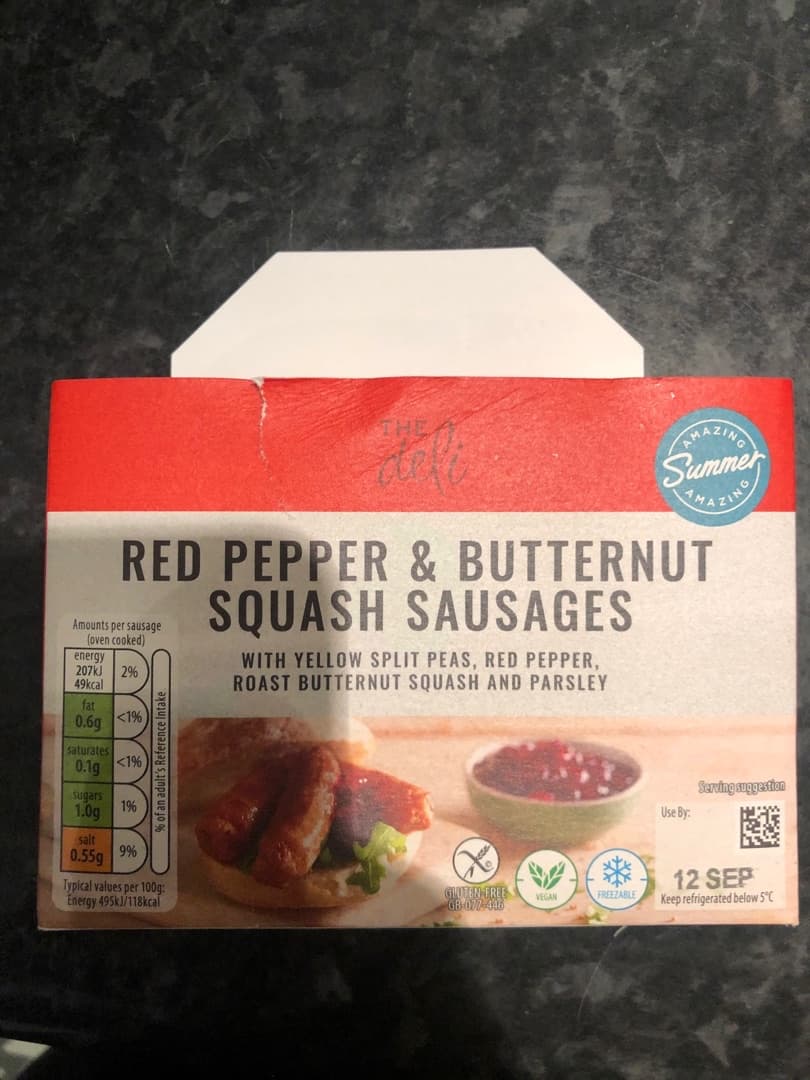 THE
deli
AMAZING
Summer
AMAZING
RED PEPPER & BUTTERNUT
SQUASH SAUSAGES
WITH YELLOW SPLIT PEAS, RED PEPPER,
ROAST BUTTERNUT SQUASH AND PARSLEY
Amounts per sausage
(oven cooked)
energy
207kJ
49kcal
2%
fat
0.6g
<1%
saturates
0.1g
<1%
sugars
1.0g
1%
salt
0.55g
9%
% of an adult's Reference Intake
Typical values per 100g:
Energy 495kJ/118kcal
GLUTEN-FREE
GB-077-446
VEGAN
FREEZABLE
Serving suggestion
Use By:
12 SEP
Keep refrigerated below 5°C